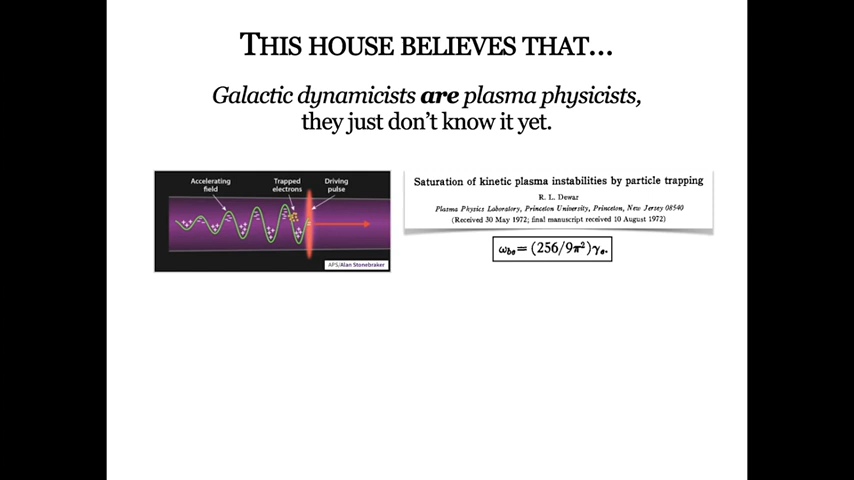 THIS HOUSE BELIEVES THAT...
Galactic dynamicists are plasma physicists,
they just don't know it yet.
Accelerating field
Trapped electrons
Driving pulse
APS/Alan Stonebraker
Saturation of kinetic plasma instabilities by particle trapping
R. L. Dewar
Plasma Physics Laboratory, Princeton University, Princeton, New Jersey 08540
(Received 30 May 1972; final manuscript received 10 August 1972)
ω_be = (256/9π²)γ_e.